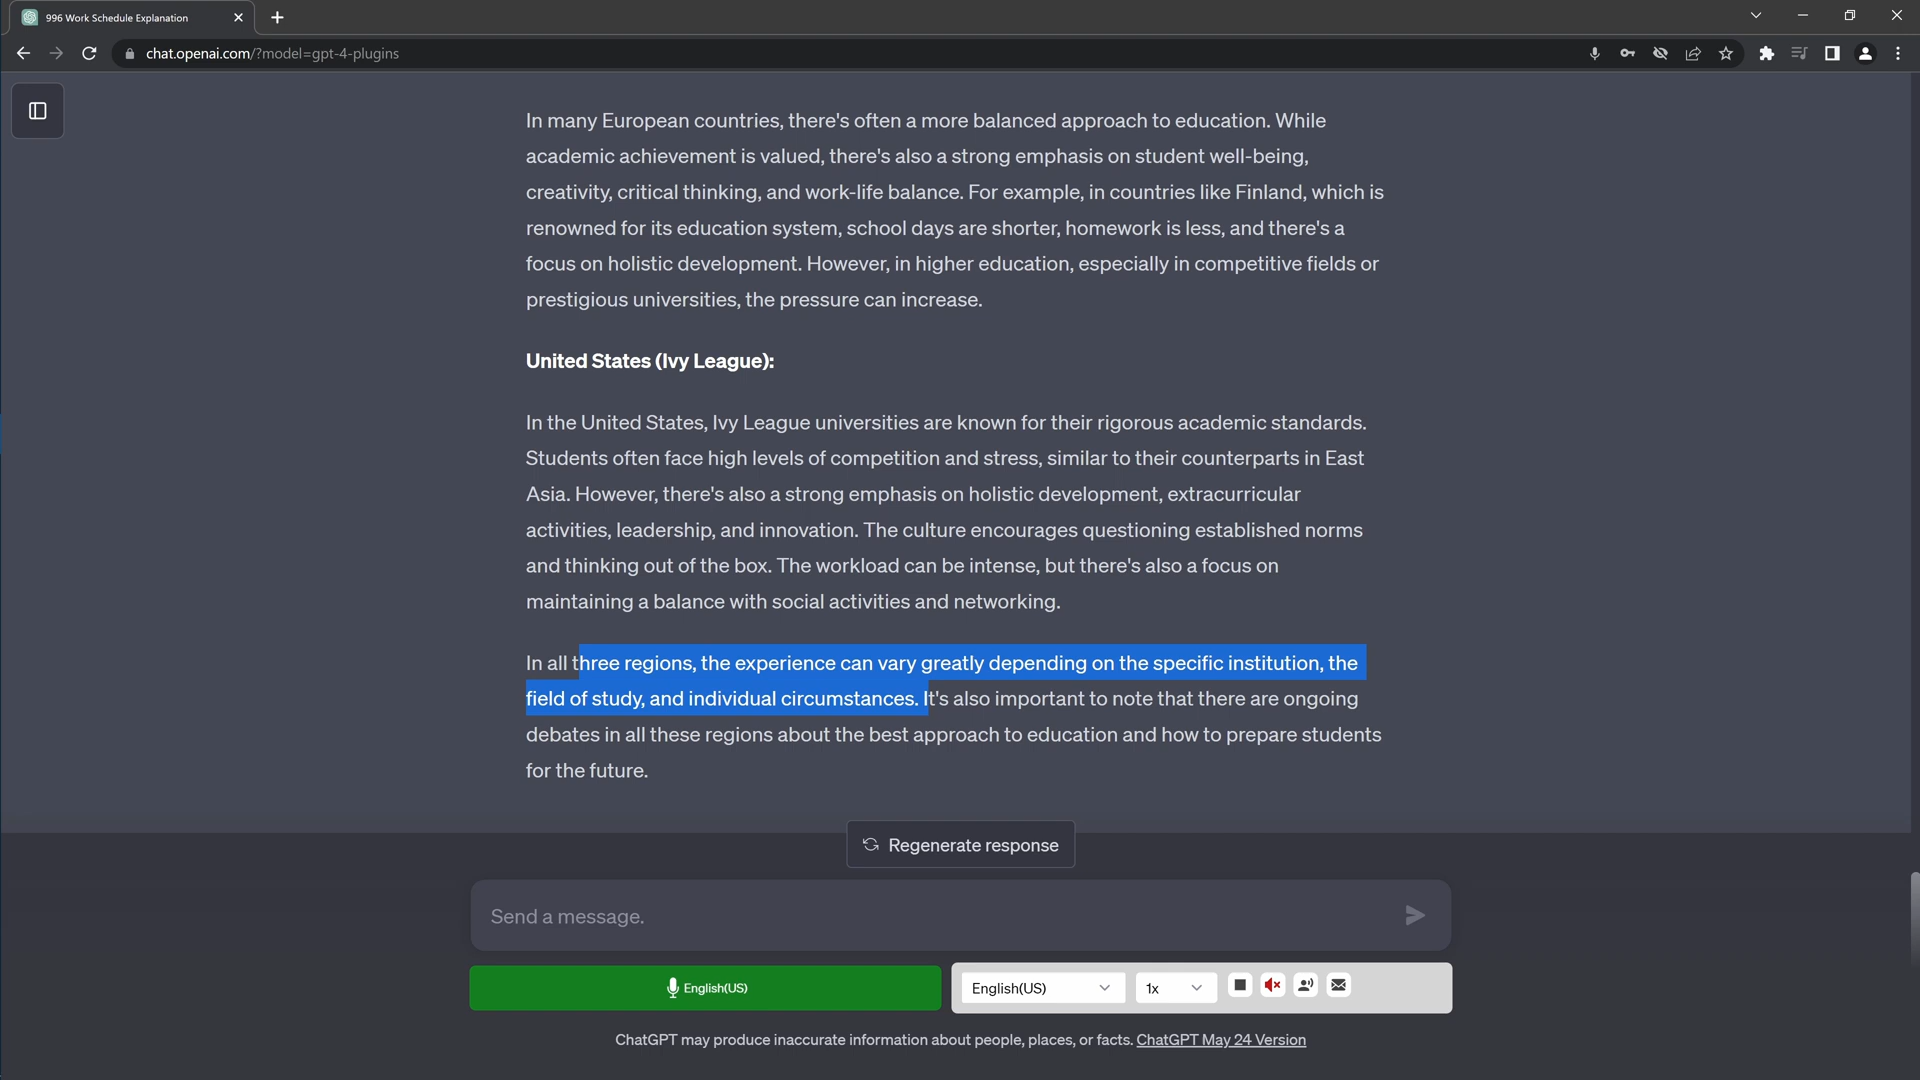 996 Work Schedule Explanation
chat.openai.com/?model=gpt-4-plugins
In many European countries, there's often a more balanced approach to education. While
academic achievement is valued, there's also a strong emphasis on student well-being,
creativity, critical thinking, and work-life balance. For example, in countries like Finland, which is
renowned for its education system, school days are shorter, homework is less, and there's a
focus on holistic development. However, in higher education, especially in competitive fields or
prestigious universities, the pressure can increase.
United States (Ivy League):
In the United States, Ivy League universities are known for their rigorous academic standards.
Students often face high levels of competition and stress, similar to their counterparts in East
Asia. However, there's also a strong emphasis on holistic development, extracurricular
activities, leadership, and innovation. The culture encourages questioning established norms
and thinking out of the box. The workload can be intense, but there's also a focus on
maintaining a balance with social activities and networking.
In all three regions, the experience can vary greatly depending on the specific institution, the
field of study, and individual circumstances. It's also important to note that there are ongoing
debates in all these regions about the best approach to education and how to prepare students
for the future.
Regenerate response
Send a message.
English(US)
English(US)
1x
ChatGPT may produce inaccurate information about people, places, or facts. ChatGPT May 24 Version